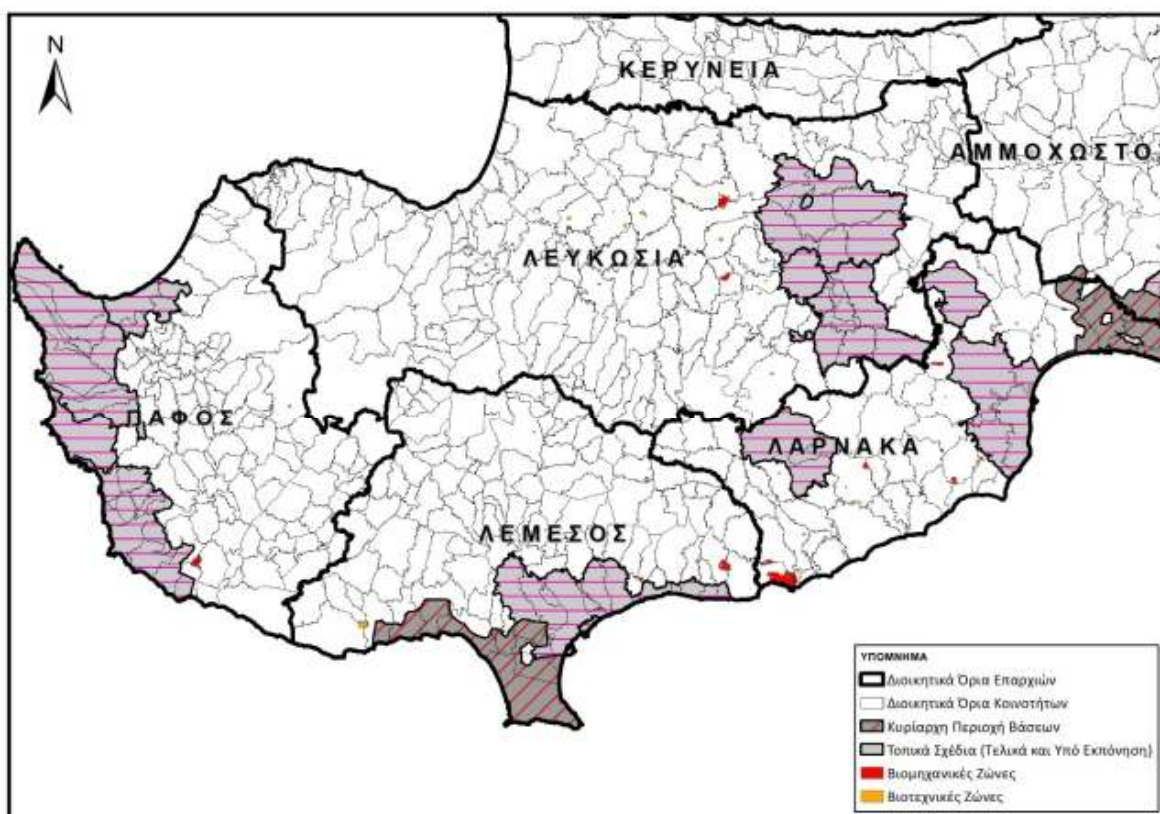 N
ΚΕΡΥΝΕΙΑ
ΑΜΜΟΧΩΣΤΟ
ΛΕΥΚΩΣΙΑ
ΠΑΦΟΣ
ΛΑΡΝΑΚΑ
ΛΕΜΕΣΟΣ
ΥΠΟΜΝΗΜΑ
Διοικητικά Όρια Επαρχιών
Διοικητικά Όρια Κοινοτήτων
Κυρίαρχη Περιοχή Βάσεων
Τοπικά Σχέδια (Τελικά και Υπό Εκπόνηση)
Βιομηχανικές Ζώνες
Βιοτεχνικές Ζώνες